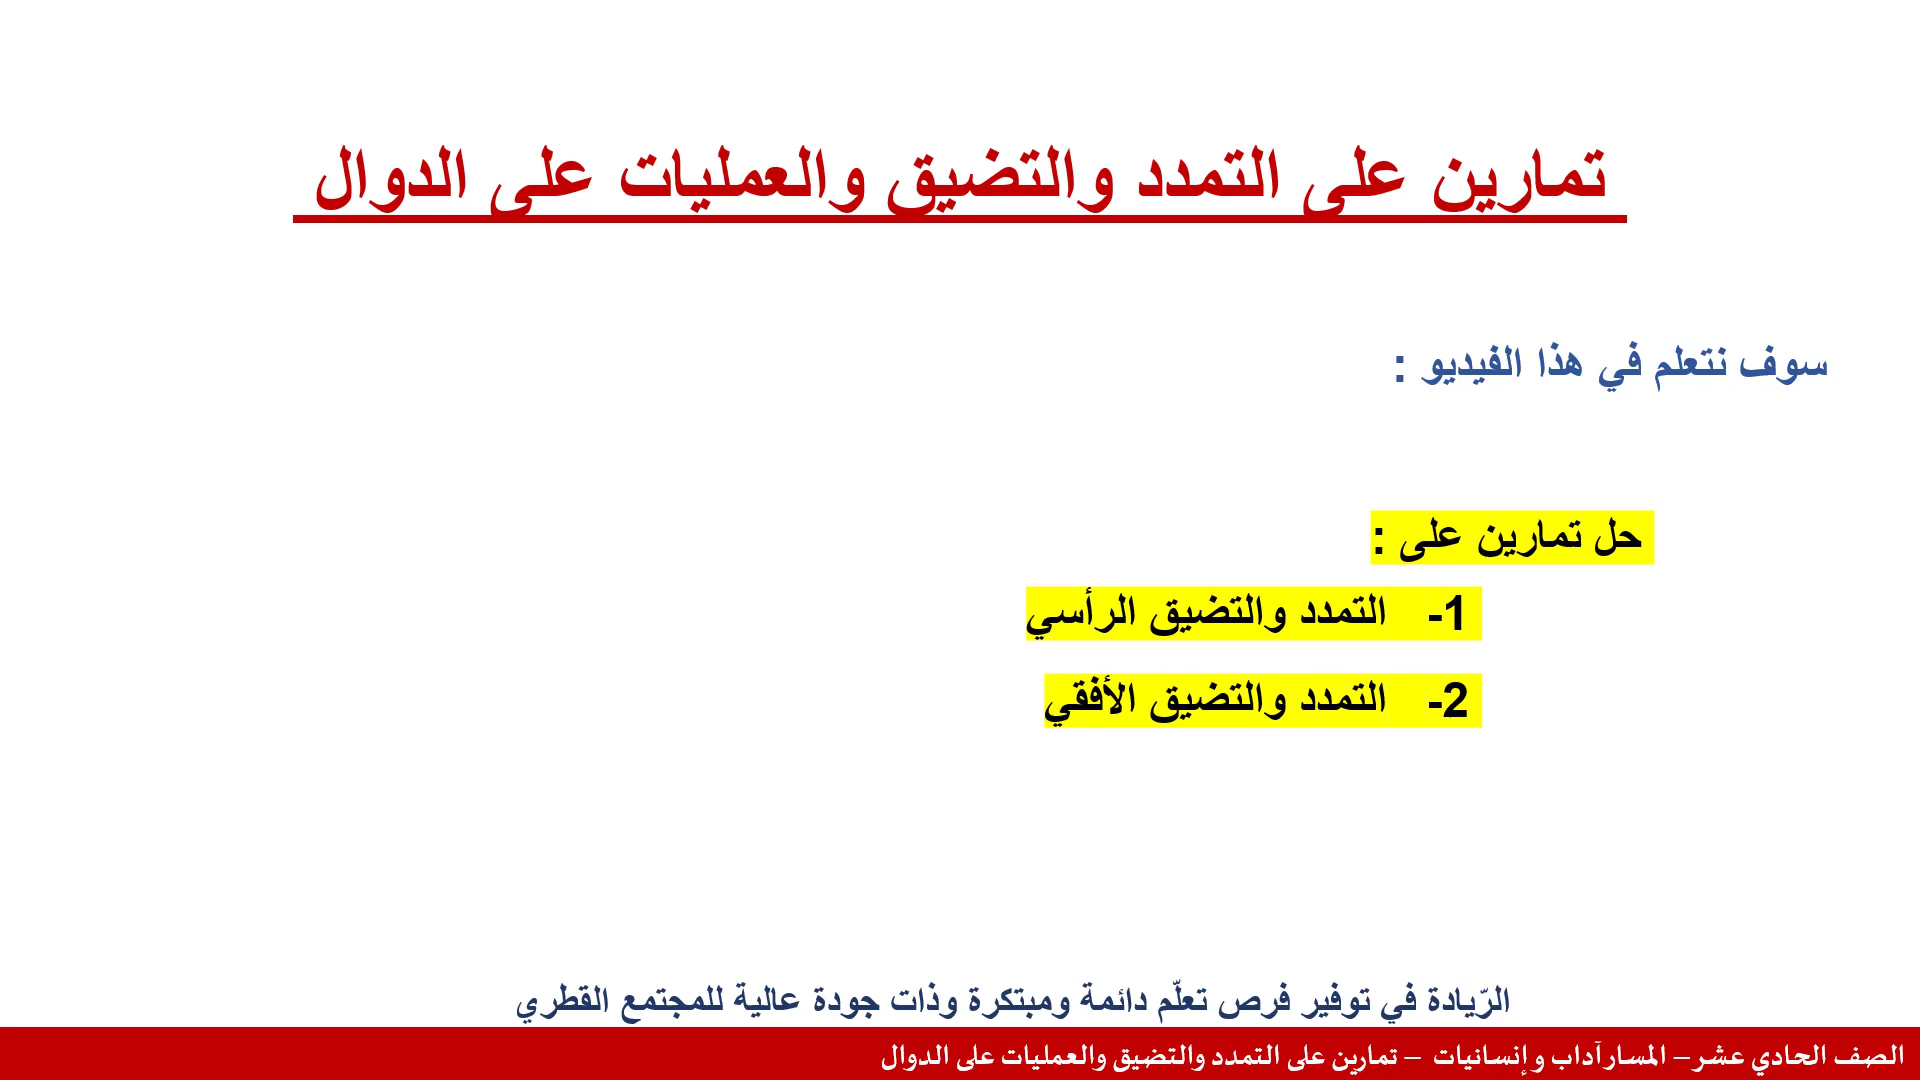 تمارين على التمدد والتضيق والعمليات على الدوال
سوف نتعلم في هذا الفيديو :
حل تمارين على :
1- التمدد والتضيق الرأسي
2- التمدد والتضيق الأفقي
الرّيادة في توفير فرص تعلّم دائمة ومبتكرة وذات جودة عالية للمجتمع القطري
الصف الحادي عشر – المسار آداب وإنسانيات – تمارين على التمدد والتضيق والعمليات على الدوال